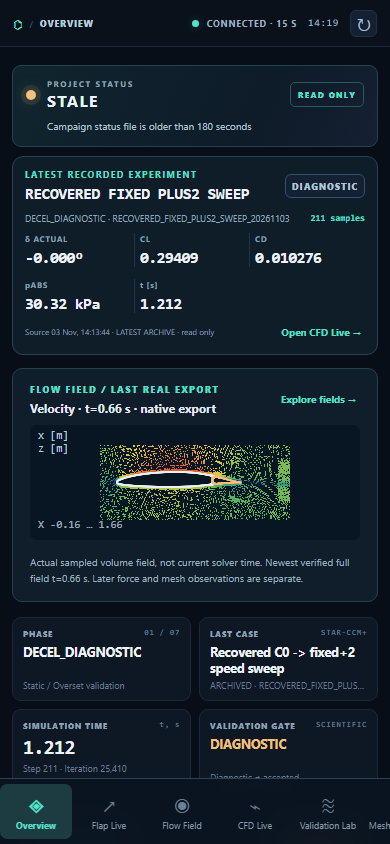 / OVERVIEW
CONNECTED · 15 S 14:19
PROJECT STATUS
STALE
READ ONLY
Campaign status file is older than 180 seconds
LATEST RECORDED EXPERIMENT
RECOVERED FIXED PLUS2 SWEEP
DIAGNOSTIC
DECEL_DIAGNOSTIC · RECOVERED_FIXED_PLUS2_SWEEP_20261103
211 samples
δ ACTUAL
-0.000°
CL
0.29409
CD
0.010276
pABS
30.32 kPa
t [s]
1.212
Source 03 Nov, 14:13:44 · LATEST ARCHIVE · read only
Open CFD Live →
FLOW FIELD / LAST REAL EXPORT
Velocity · t=0.66 s · native export
Explore fields →
X [m]
Z [m]
X -0.16 … 1.66
Actual sampled volume field, not current solver time. Newest verified full
field t=0.66 s. Later force and mesh observations are separate.
PHASE
01 / 07
DECEL_DIAGNOSTIC
Static / Overset validation
LAST CASE
STAR-CCM+
Recovered C0 -> fixed+2
speed sweep
ARCHIVED · RECOVERED_FIXED_PLUS...
SIMULATION TIME
t, s
1.212
Step 211 · Iteration 25,410
VALIDATION GATE
SCIENTIFIC
DIAGNOSTIC
Diagnostic ≠ accepted
Overview
Flap Live
Flow Field
CFD Live
Validation Lab
Mesh